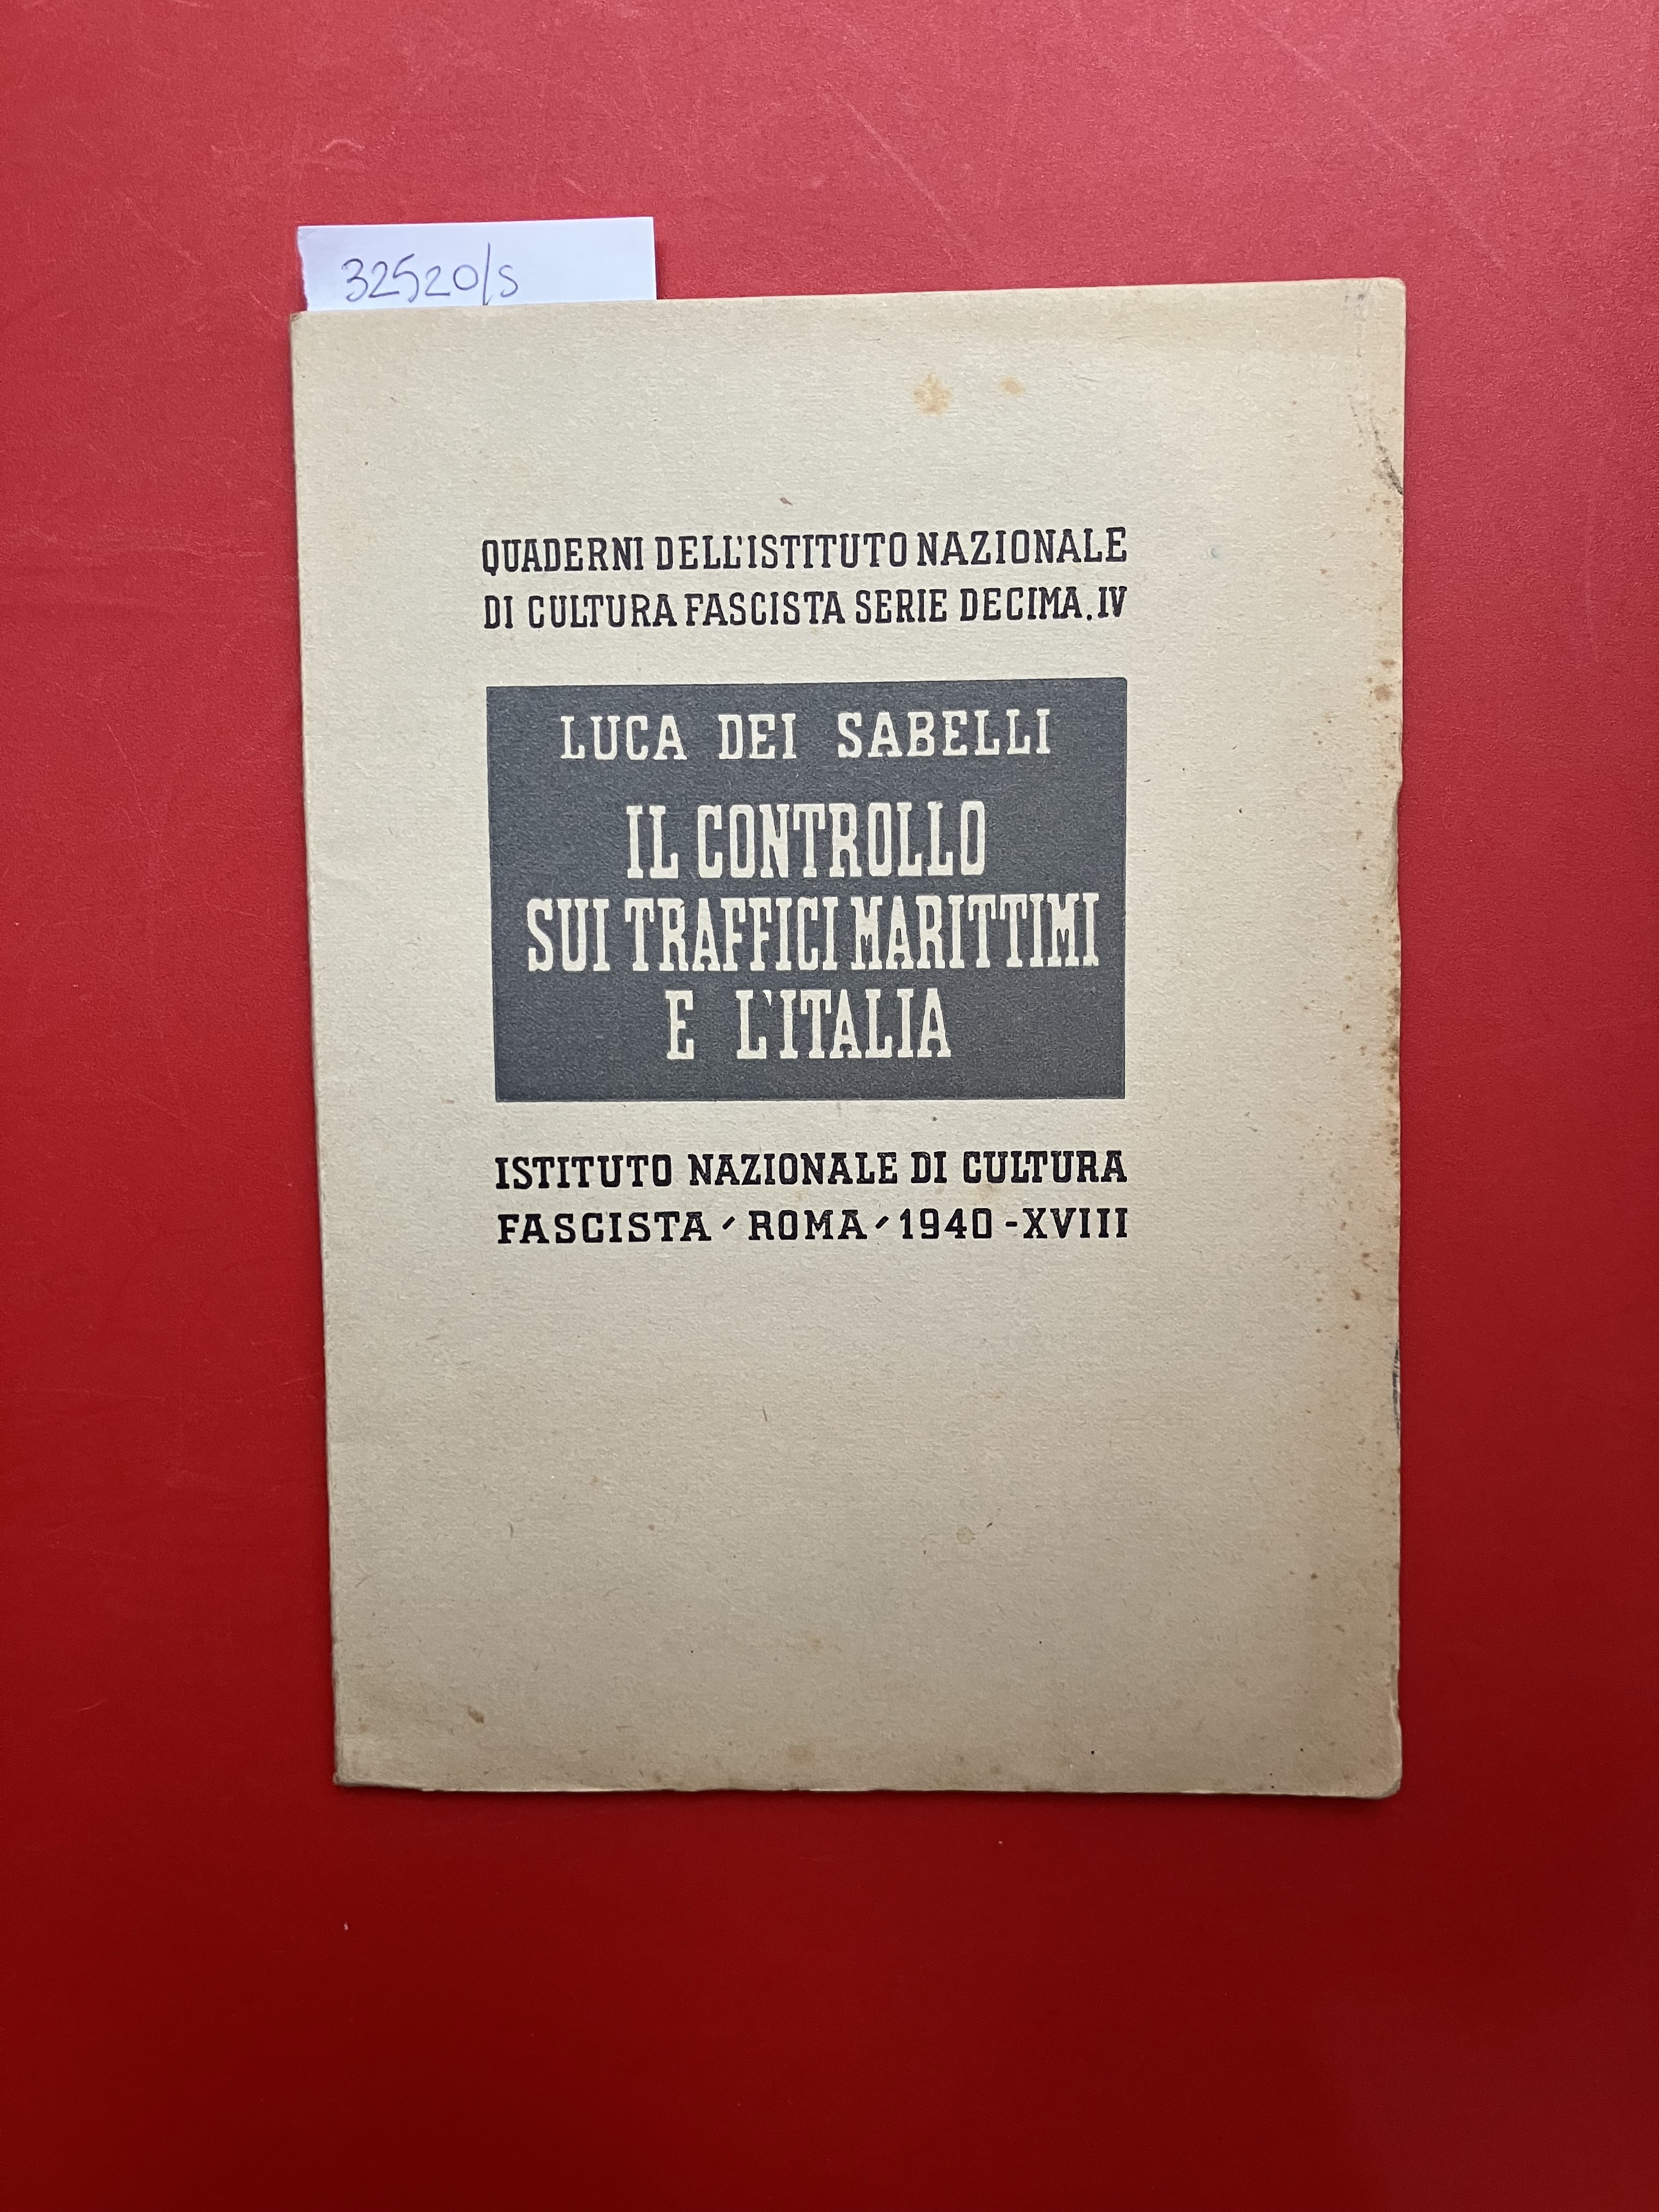 32520/s
QUADERNI DELL'ISTITUTO NAZIONALE
DI CULTURA FASCISTA SERIE DECIMA. IV
LUCA DEI SABELLI
IL CONTROLLO
SUI TRAFFICI MARITTIMI
E L'ITALIA
ISTITUTO NAZIONALE DI CULTURA
FASCISTA / ROMA / 1940 - XVIII